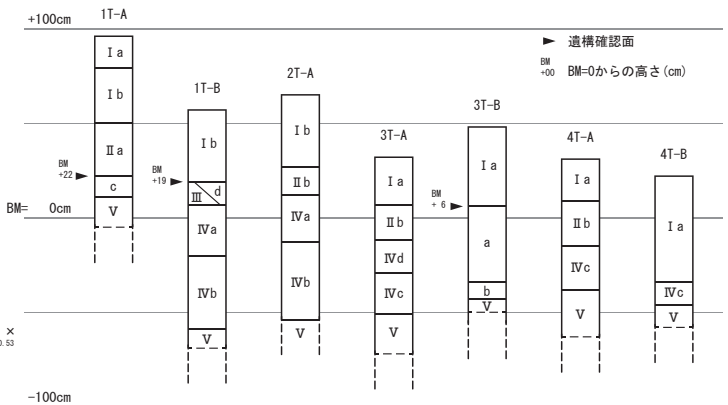 +100cm
1T-A
Ⅰa
Ⅰb
Ⅱa
c
Ⅴ
BM
+22
1T-B
Ⅰb
Ⅲ d
Ⅳa
Ⅳb
Ⅴ
BM
+19
2T-A
Ⅰb
Ⅱb
Ⅳa
Ⅳb
Ⅴ
3T-A
Ⅰa
Ⅱb
Ⅳd
Ⅳc
Ⅴ
3T-B
Ⅰa
a
b
Ⅴ
BM
+ 6
4T-A
Ⅰa
Ⅱb
Ⅳc
Ⅴ
4T-B
Ⅰa
Ⅳc
Ⅴ
遺構確認面
BM
+00 BM=0からの高さ(cm)
BM= 0cm
×
0.53
-100cm